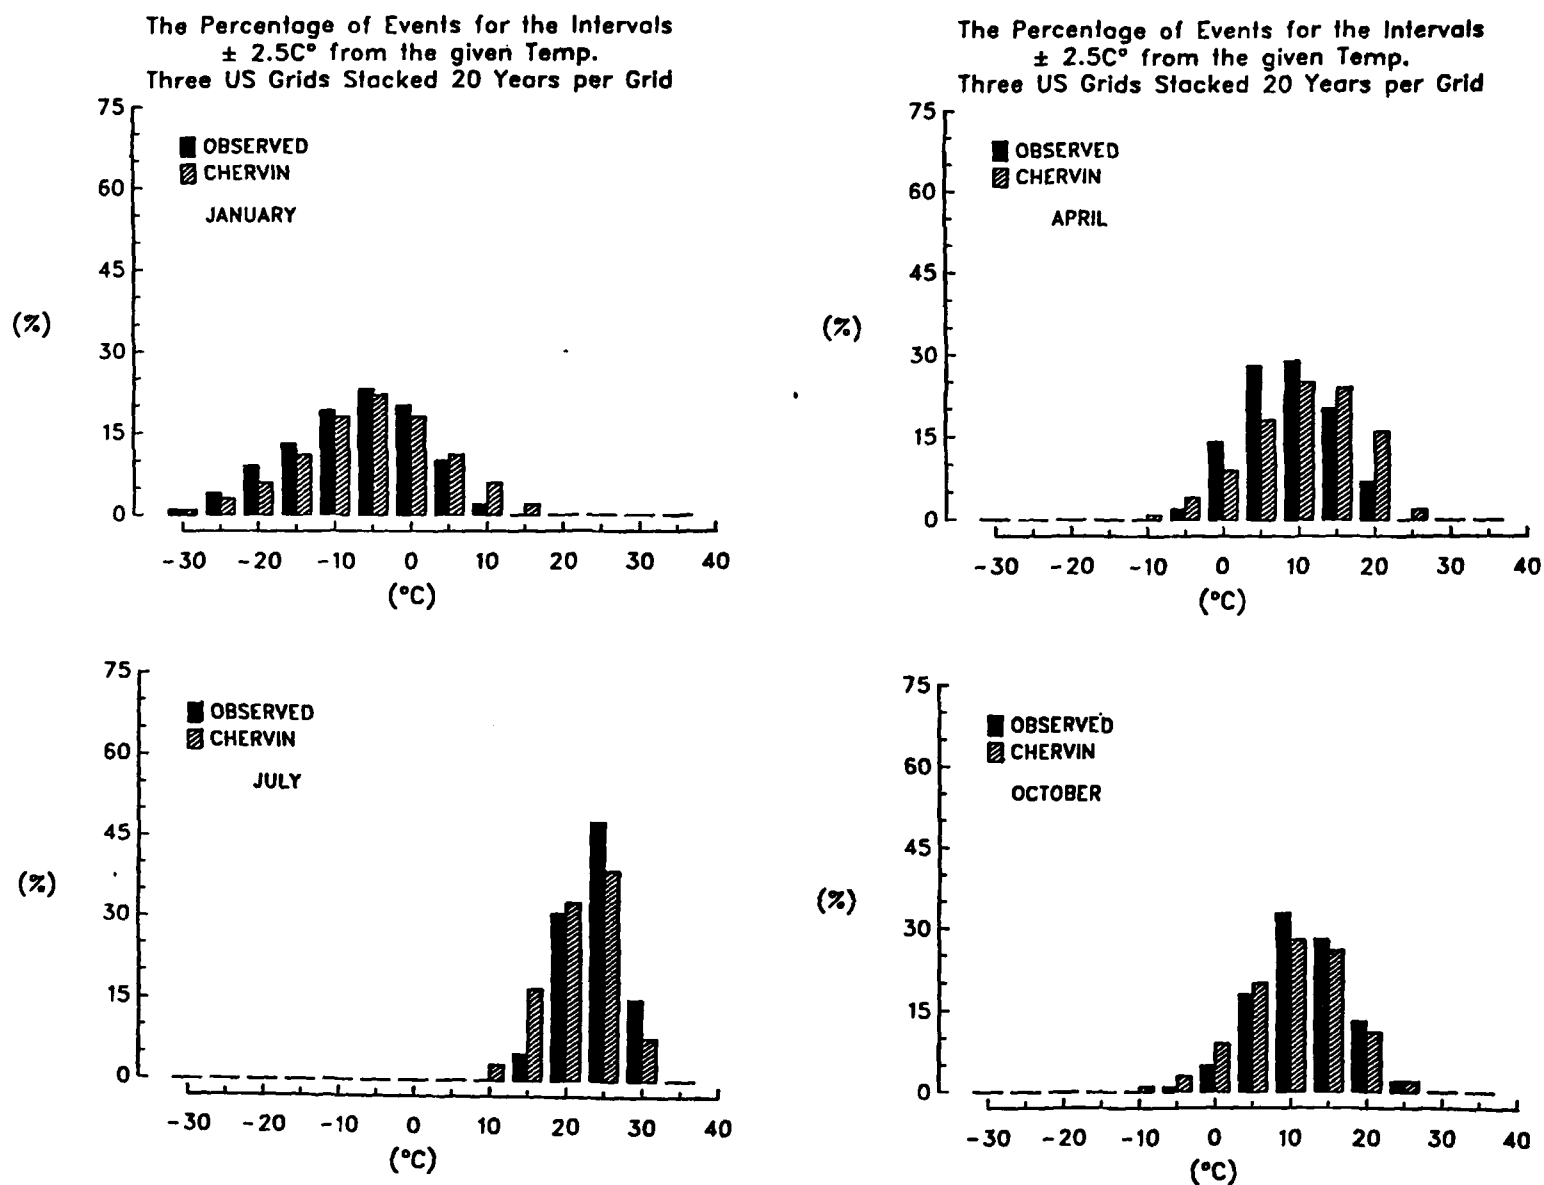 The Percentage of Events for the Intervals
± 2.5C° from the given Temp.
Three US Grids Stacked 20 Years per Grid
75
60
45
30
15
0
(%)
OBSERVED
CHERVIN
JANUARY
-30 -20 -10 0 10 20 30 40
(°C)
The Percentage of Events for the Intervals
± 2.5C° from the given Temp.
Three US Grids Stacked 20 Years per Grid
75
60
45
30
15
0
(%)
OBSERVED
CHERVIN
APRIL
-30 -20 -10 0 10 20 30 40
(°C)
75
60
45
30
15
0
(%)
OBSERVED
CHERVIN
JULY
-30 -20 -10 0 10 20 30 40
(°C)
75
60
45
30
15
0
(%)
OBSERVED
CHERVIN
OCTOBER
-30 -20 -10 0 10 20 30 40
(°C)